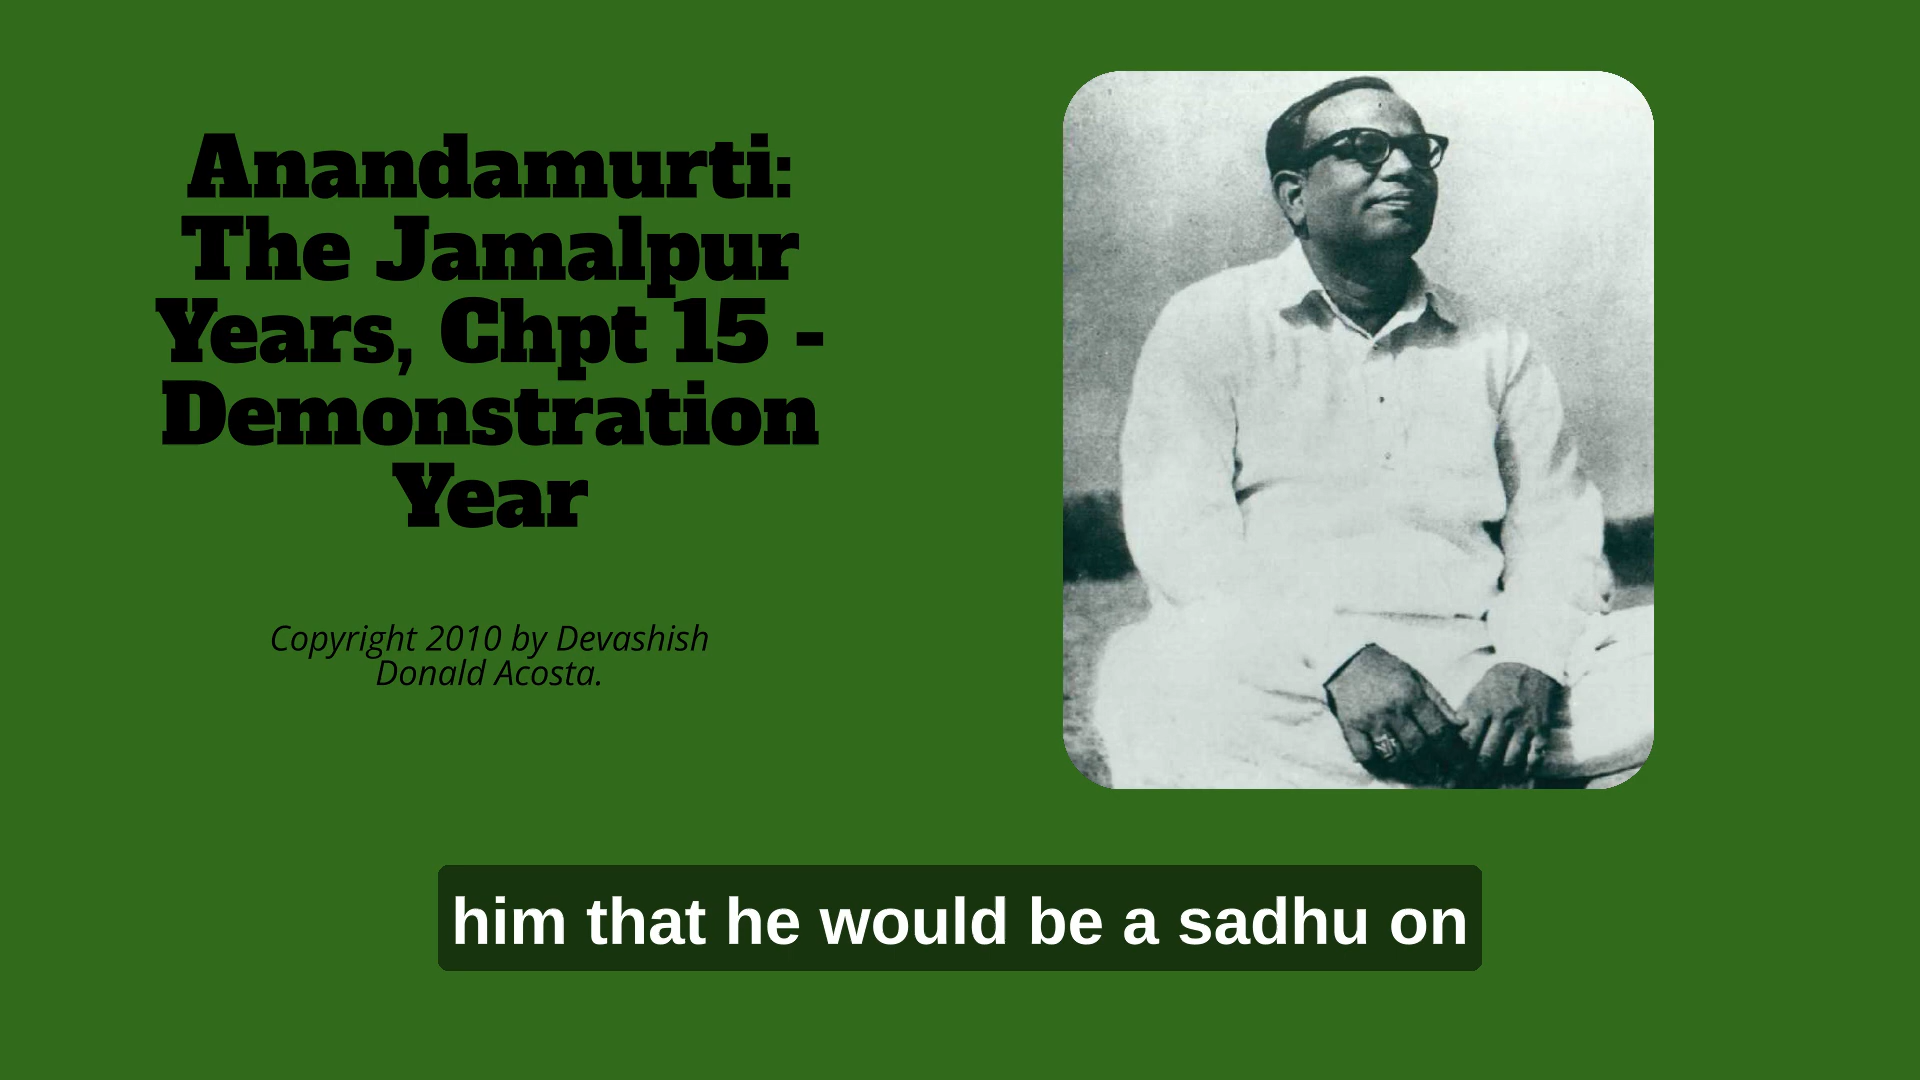 Anandamurti:
The Jamalpur
Years, Chpt 15 -
Demonstration
Year
Copyright 2010 by Devashish
Donald Acosta.
him that he would be a sadhu on